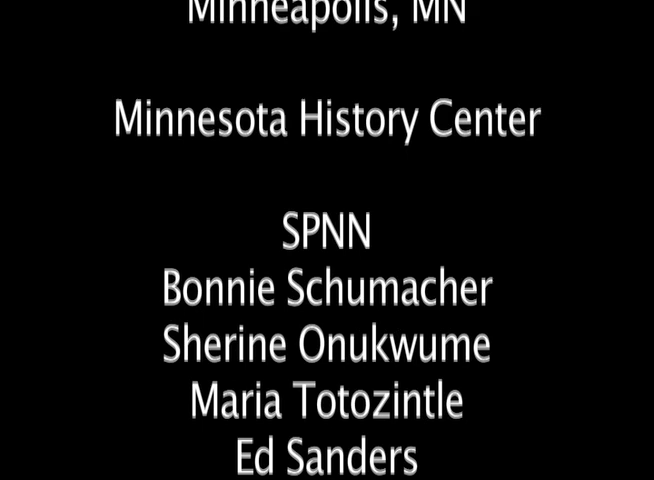 Minneapolis, MN
Minnesota History Center
SPNN
Bonnie Schumacher
Sherine Onukwume
Maria Totozintle
Ed Sanders